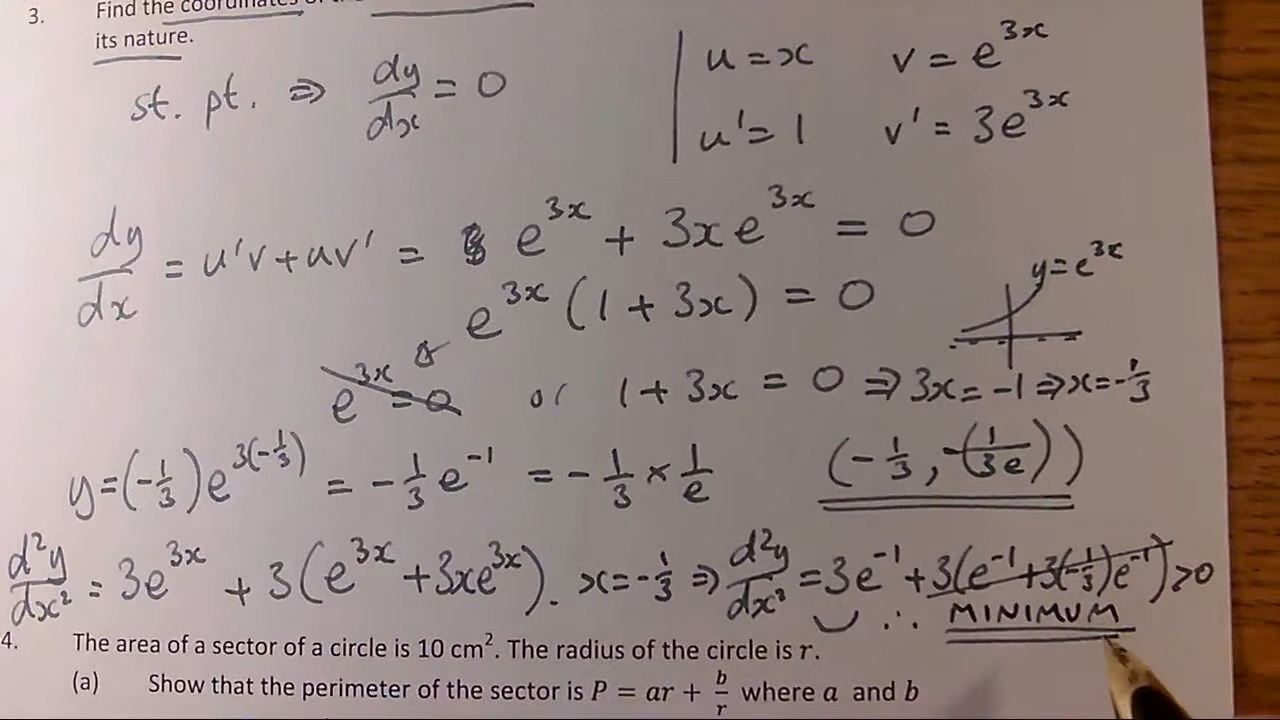 3. Find the coordinates of the
its nature.
st. pt. ⇒ dy/dx = 0
u = x v = e^{3x}
u' = 1 v' = 3e^{3x}
dy/dx = u'v + uv' = e^{3x} + 3xe^{3x} = 0
e^{3x}(1 + 3x) = 0
y = e^{3x}
e^{3x} = 0 or 1 + 3x = 0 ⇒ 3x = -1 ⇒ x = -1/3
y = (-1/3)e^{3(-1/3)} = -1/3 e^{-1} = -1/3 × 1/e (-1/3, -(1/3e))
d²y/dx² = 3e^{3x} + 3(e^{3x} + 3xe^{3x}). x = -1/3 ⇒ d²y/dx² = 3e^{-1} + 3(e^{-1} + 3(-1/3)e^{-1}) > 0
∴ MINIMUM
4. The area of a sector of a circle is 10 cm². The radius of the circle is r.
(a) Show that the perimeter of the sector is P = ar + b/r where a and b